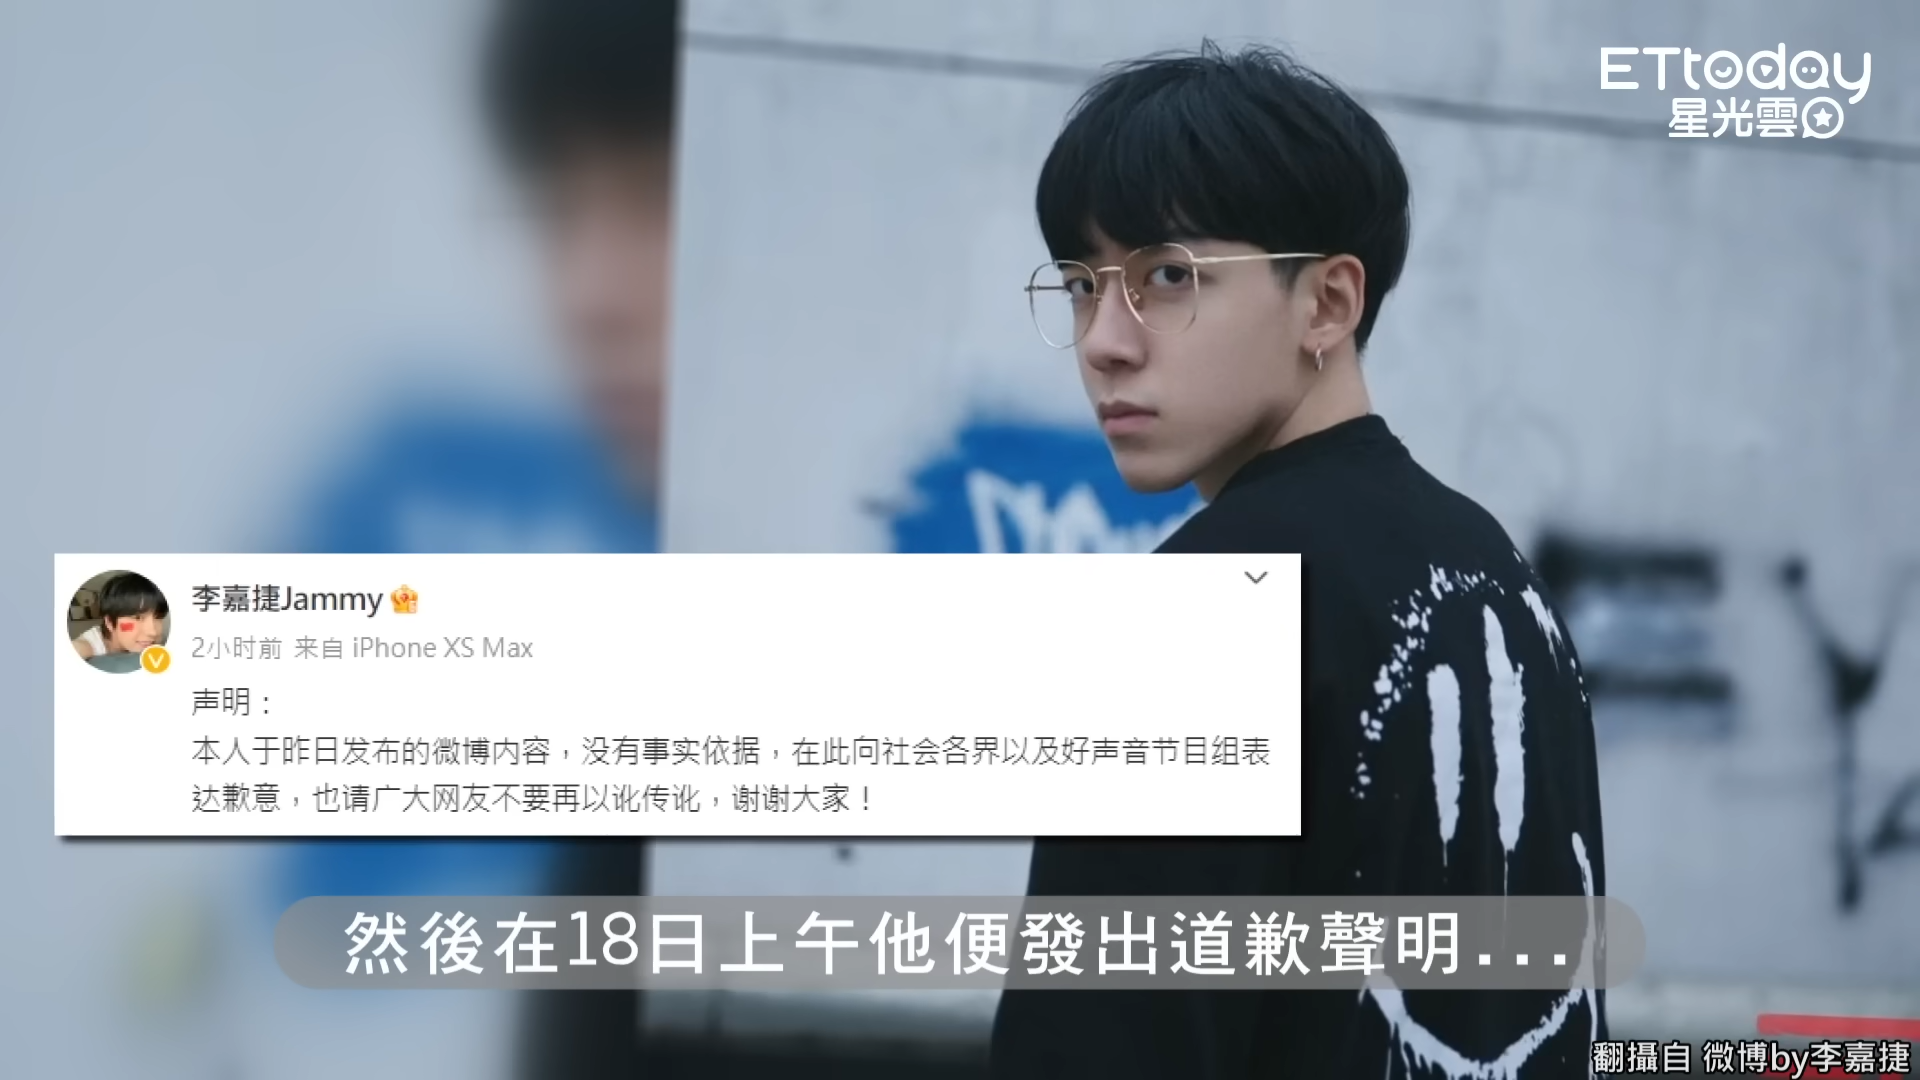 ETtoday
星光雲
李嘉捷Jammy
2小时前 来自 iPhone XS Max
声明：
本人于昨日发布的微博内容，没有事实依据，在此向社会各界以及好声音节目组表
达歉意，也请广大网友不要再以讹传讹，谢谢大家！
然後在18日上午他便發出道歉聲明...
翻攝自 微博by李嘉捷